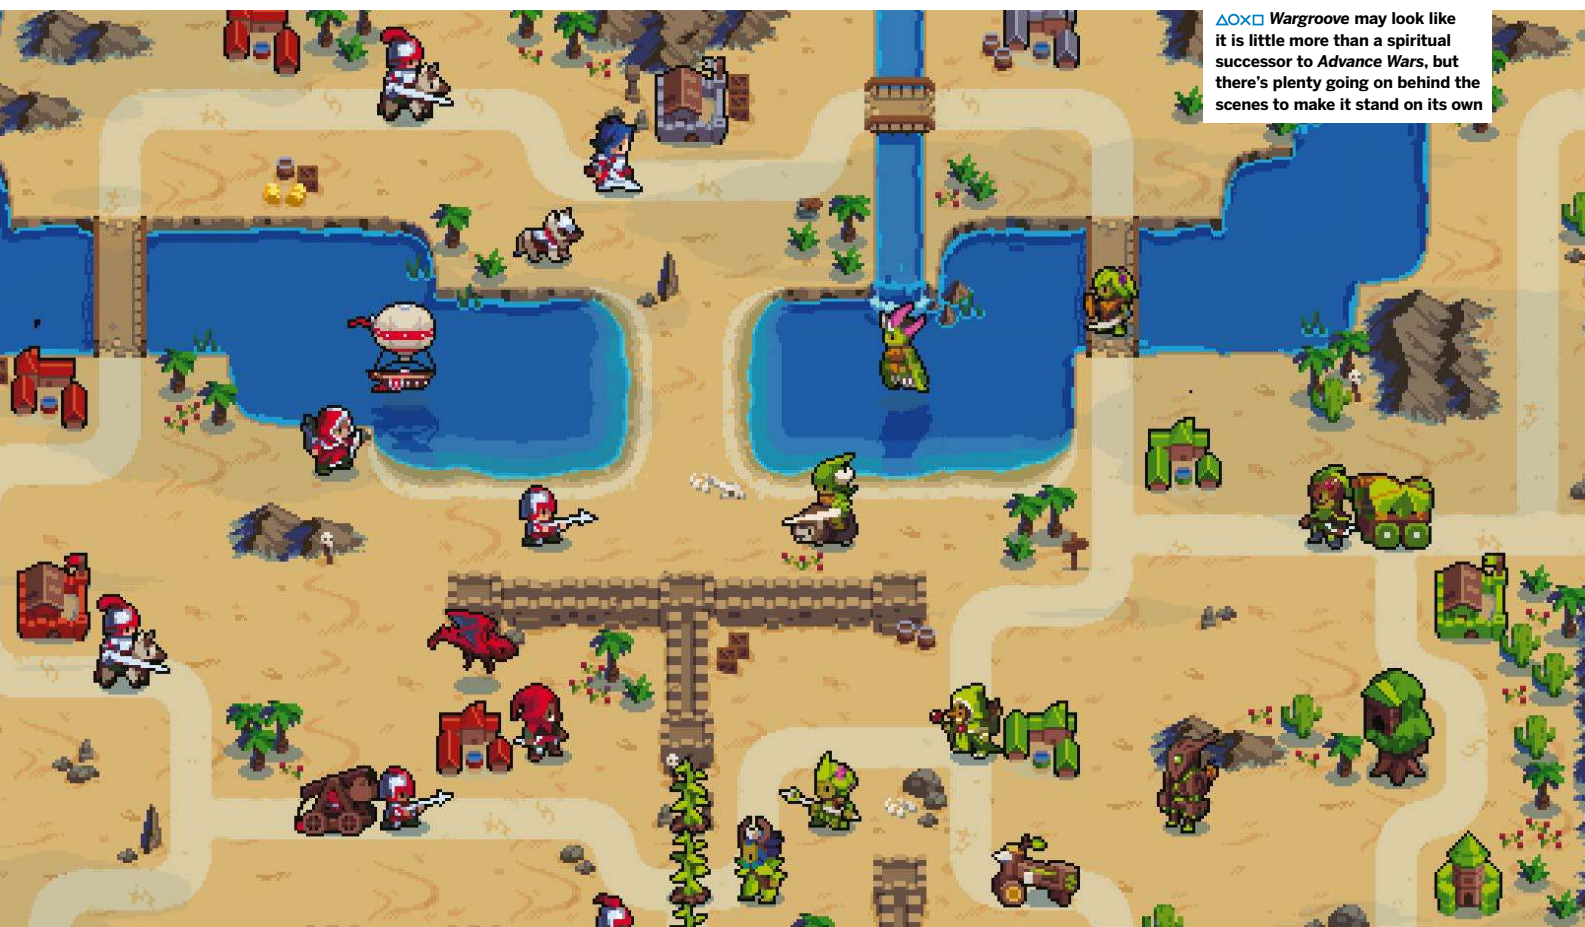 △○×□ Wargroove may look like
it is little more than a spiritual
successor to Advance Wars, but
there's plenty going on behind the
scenes to make it stand on its own